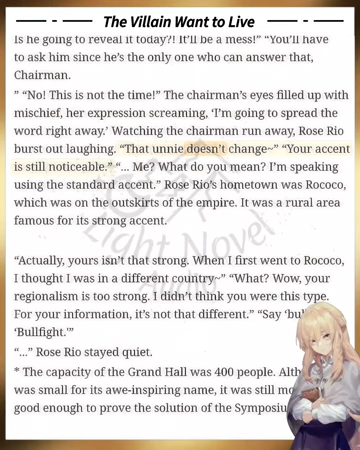 The Villain Want to Live
Is he going to reveal it today?! It'll be a mess!” “You'll have
to ask him since he's the only one who can answer that,
Chairman.
” “No! This is not the time!” The chairman's eyes filled up with
mischief, her expression screaming, ‘I'm going to spread the
word right away.’ Watching the chairman run away, Rose Rio
burst out laughing. “That unnie doesn't change~” “Your accent
is still noticeable.” “... Me? What do you mean? I'm speaking
using the standard accent.” Rose Rio's hometown was Rococo,
which was on the outskirts of the empire. It was a rural area
famous for its strong accent.
“Actually, yours isn't that strong. When I first went to Rococo,
I thought I was in a different country~” “What? Wow, your
regionalism is too strong. I didn't think you were this type.
For your information, it's not that different.” “Say ‘bul
‘Bullfight.’”
“...” Rose Rio stayed quiet.
* The capacity of the Grand Hall was 400 people. Alth
was small for its awe-inspiring name, it was still mo
good enough to prove the solution of the Symposiu
Light Novel
Audio